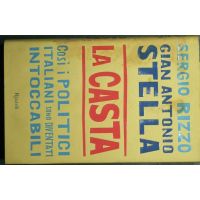 SERGIO RIZZO
GIAN ANTONIO
STELLA
LA CASTA
COSÌ i POLITICI
ITALIANI SONO DIVENTATI
INTOCCABILI
Rizzoli